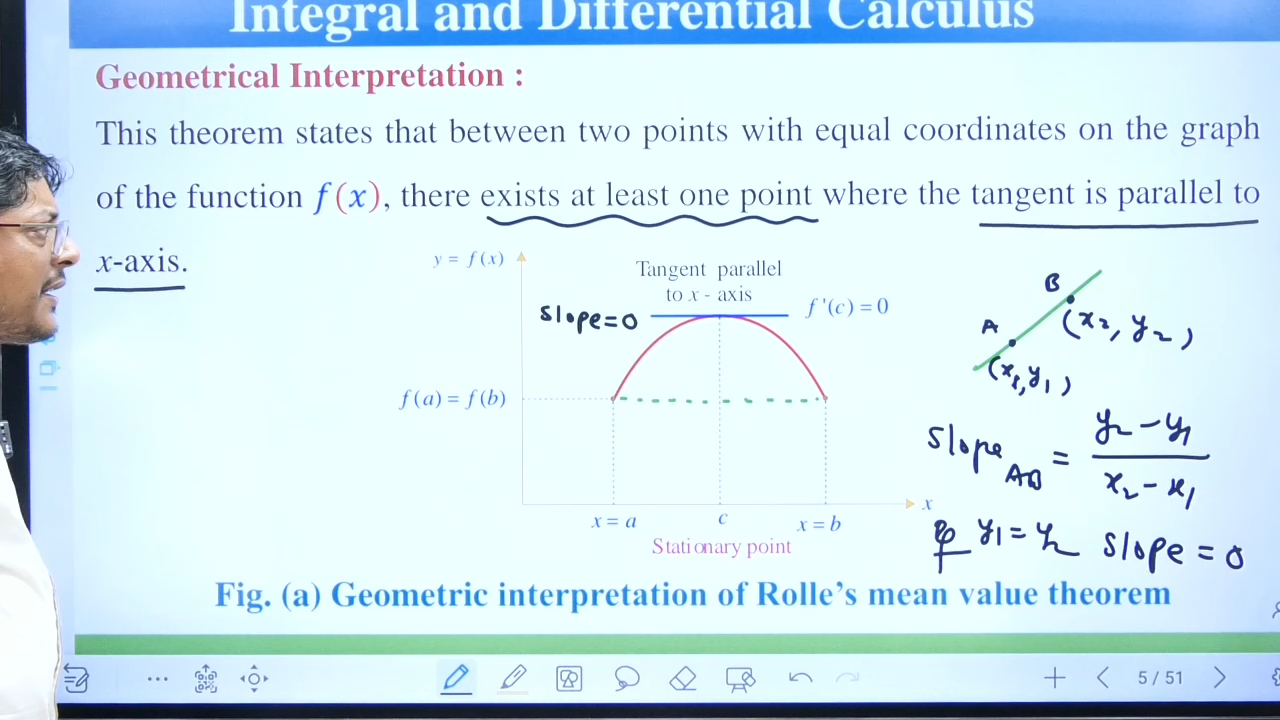 Integral and Differential Calculus
Geometrical Interpretation :
This theorem states that between two points with equal coordinates on the graph
of the function f(x), there exists at least one point where the tangent is parallel to
x-axis.
y = f(x)
Tangent parallel
to x - axis
slope=0
f'(c) = 0
f(a) = f(b)
x = a
c
x = b
x
Stationary point
B
(x₂, y₂)
A
(x₁, y₁)
Slope AB = y₂ − y₁ / x₂ − x₁
y₁ = y₂ slope = 0
Fig. (a) Geometric interpretation of Rolle's mean value theorem
5 / 51